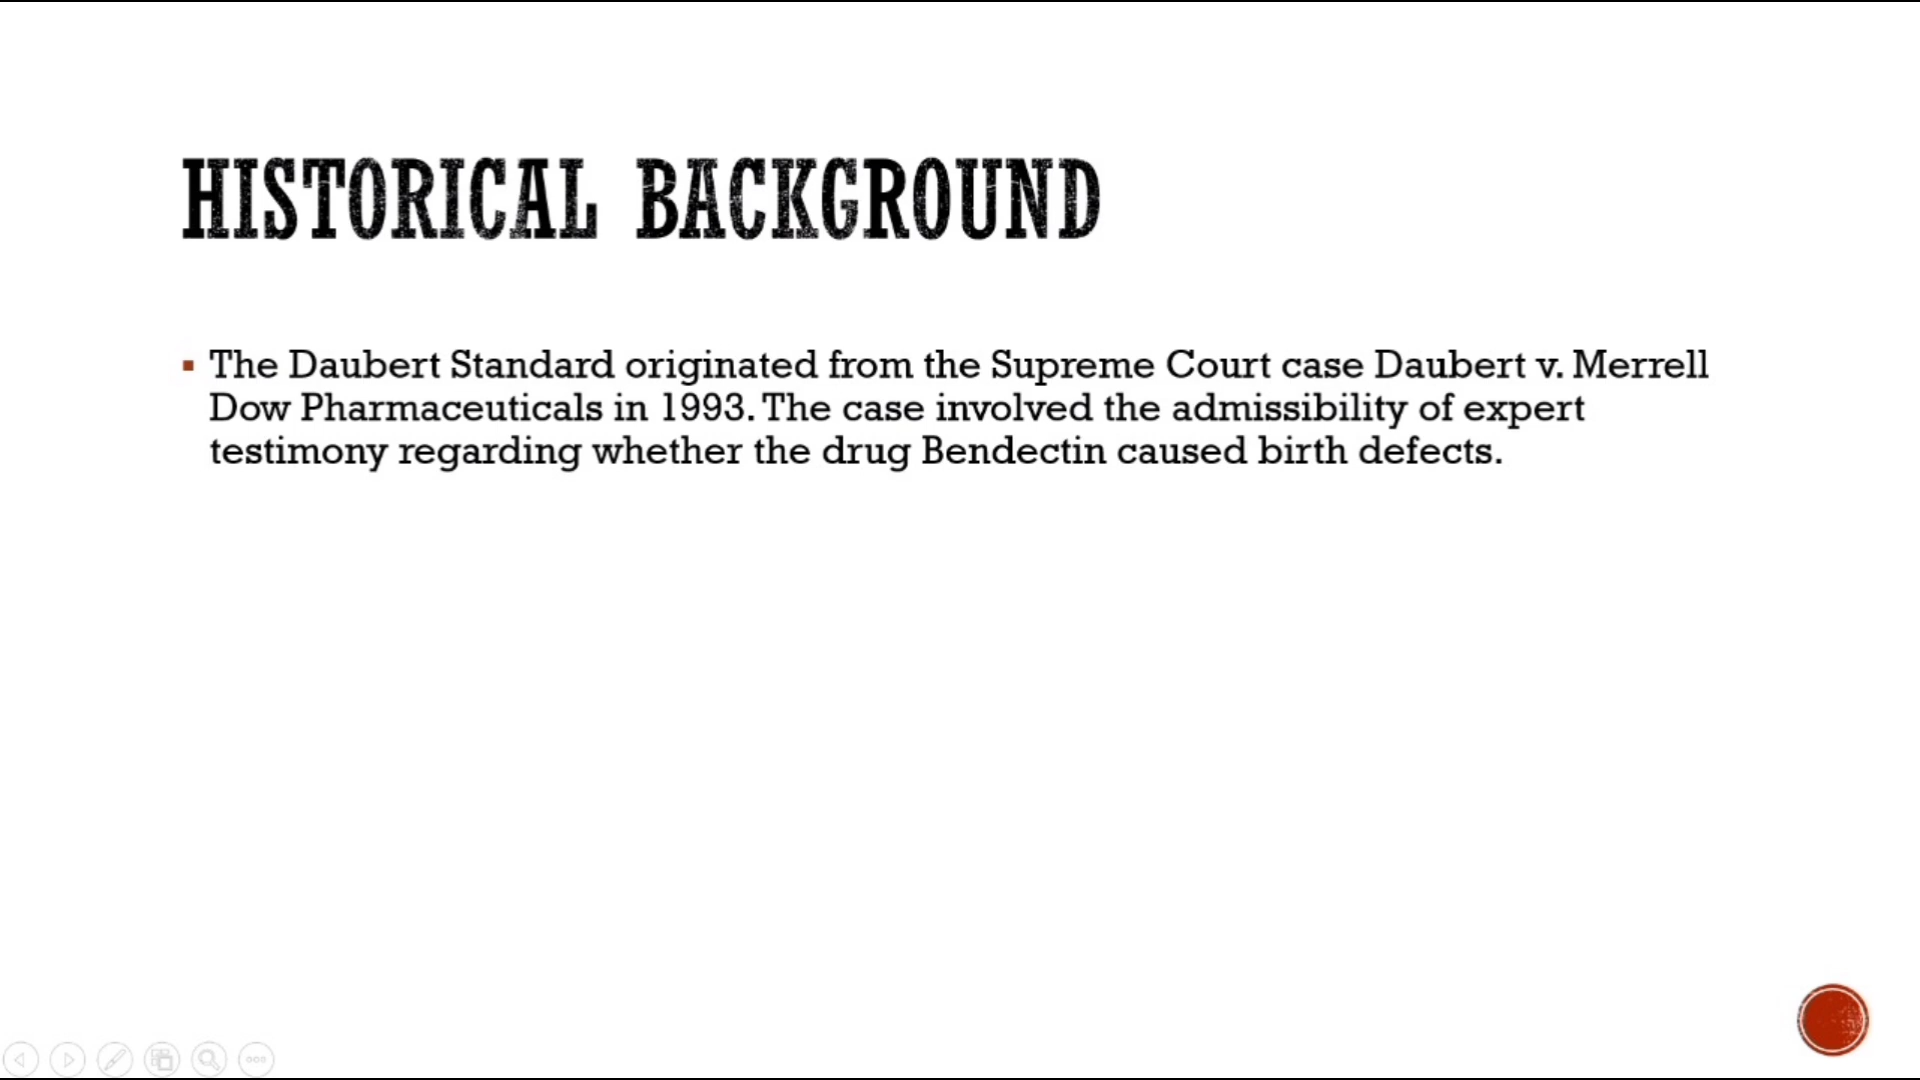 HISTORICAL BACKGROUND
▪ The Daubert Standard originated from the Supreme Court case Daubert v. Merrell
Dow Pharmaceuticals in 1993. The case involved the admissibility of expert
testimony regarding whether the drug Bendectin caused birth defects.